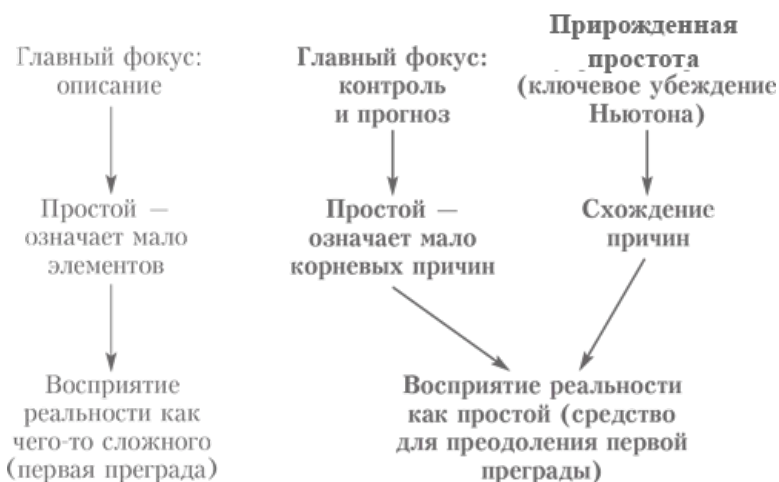 Главный фокус:
описание
Главный фокус:
контроль
и прогноз
Прирожденная
простота
(ключевое убеждение
Ньютона)
Простой —
означает мало
элементов
Простой —
означает мало
корневых причин
Схождение
причин
Восприятие
реальности как
чего-то сложного
(первая преграда)
Восприятие реальности
как простой (средство
для преодоления первой
преграды)